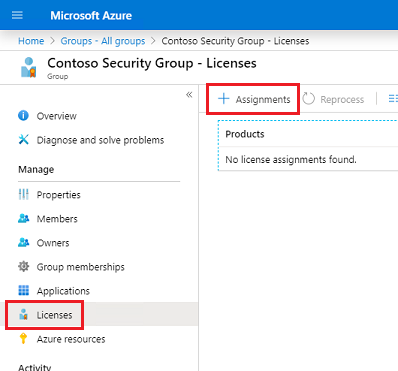 Microsoft Azure
Home > Groups - All groups > Contoso Security Group - Licenses
Contoso Security Group - Licenses
Group
«
+ Assignments Reprocess
Overview
Diagnose and solve problems
Products
No license assignments found.
Manage
Properties
Members
Owners
Group memberships
Applications
Licenses
Azure resources
Activity